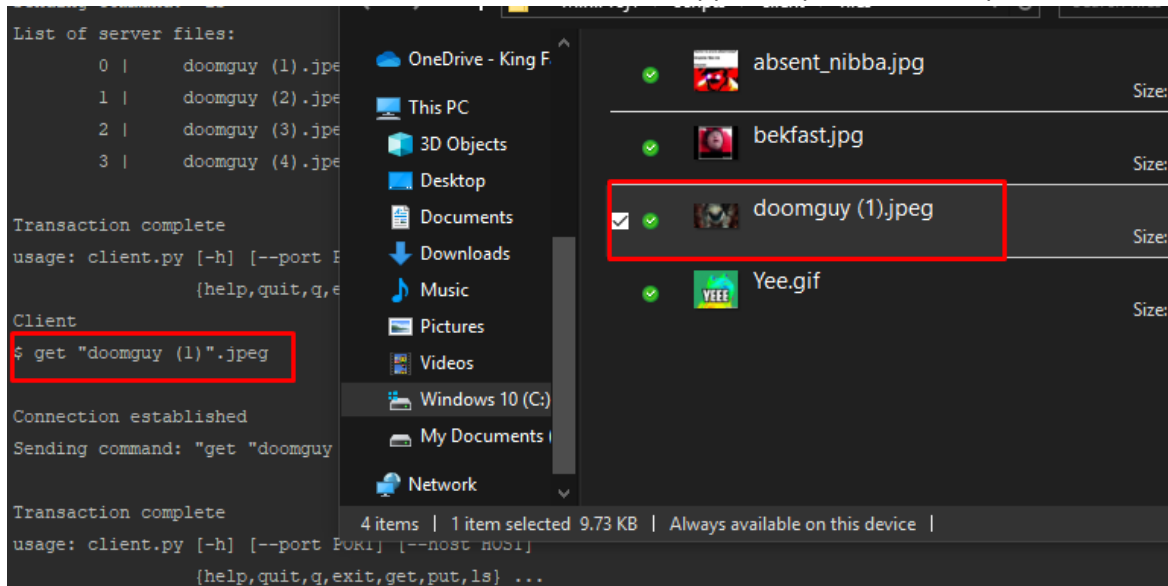 List of server files:
0 | doomguy (1).jpe
1 | doomguy (2).jpe
2 | doomguy (3).jpe
3 | doomguy (4).jpe
Transaction complete
usage: client.py [-h] [--port
{help,quit,q,e
Client
$ get "doomguy (1)".jpeg
Connection established
Sending command: "get "doomguy
Transaction complete
usage: client.py [-h] [--port PORT] [--host HOST]
{help,quit,q,exit,get,put,ls} ...
OneDrive - King F
This PC
3D Objects
Desktop
Documents
Downloads
Music
Pictures
Videos
Windows 10 (C:)
My Documents (
Network
absent_nibba.jpg
Size:
bekfast.jpg
Size:
doomguy (1).jpeg
Size:
Yee.gif
YEEE
Size:
4 items | 1 item selected 9.73 KB | Always available on this device |